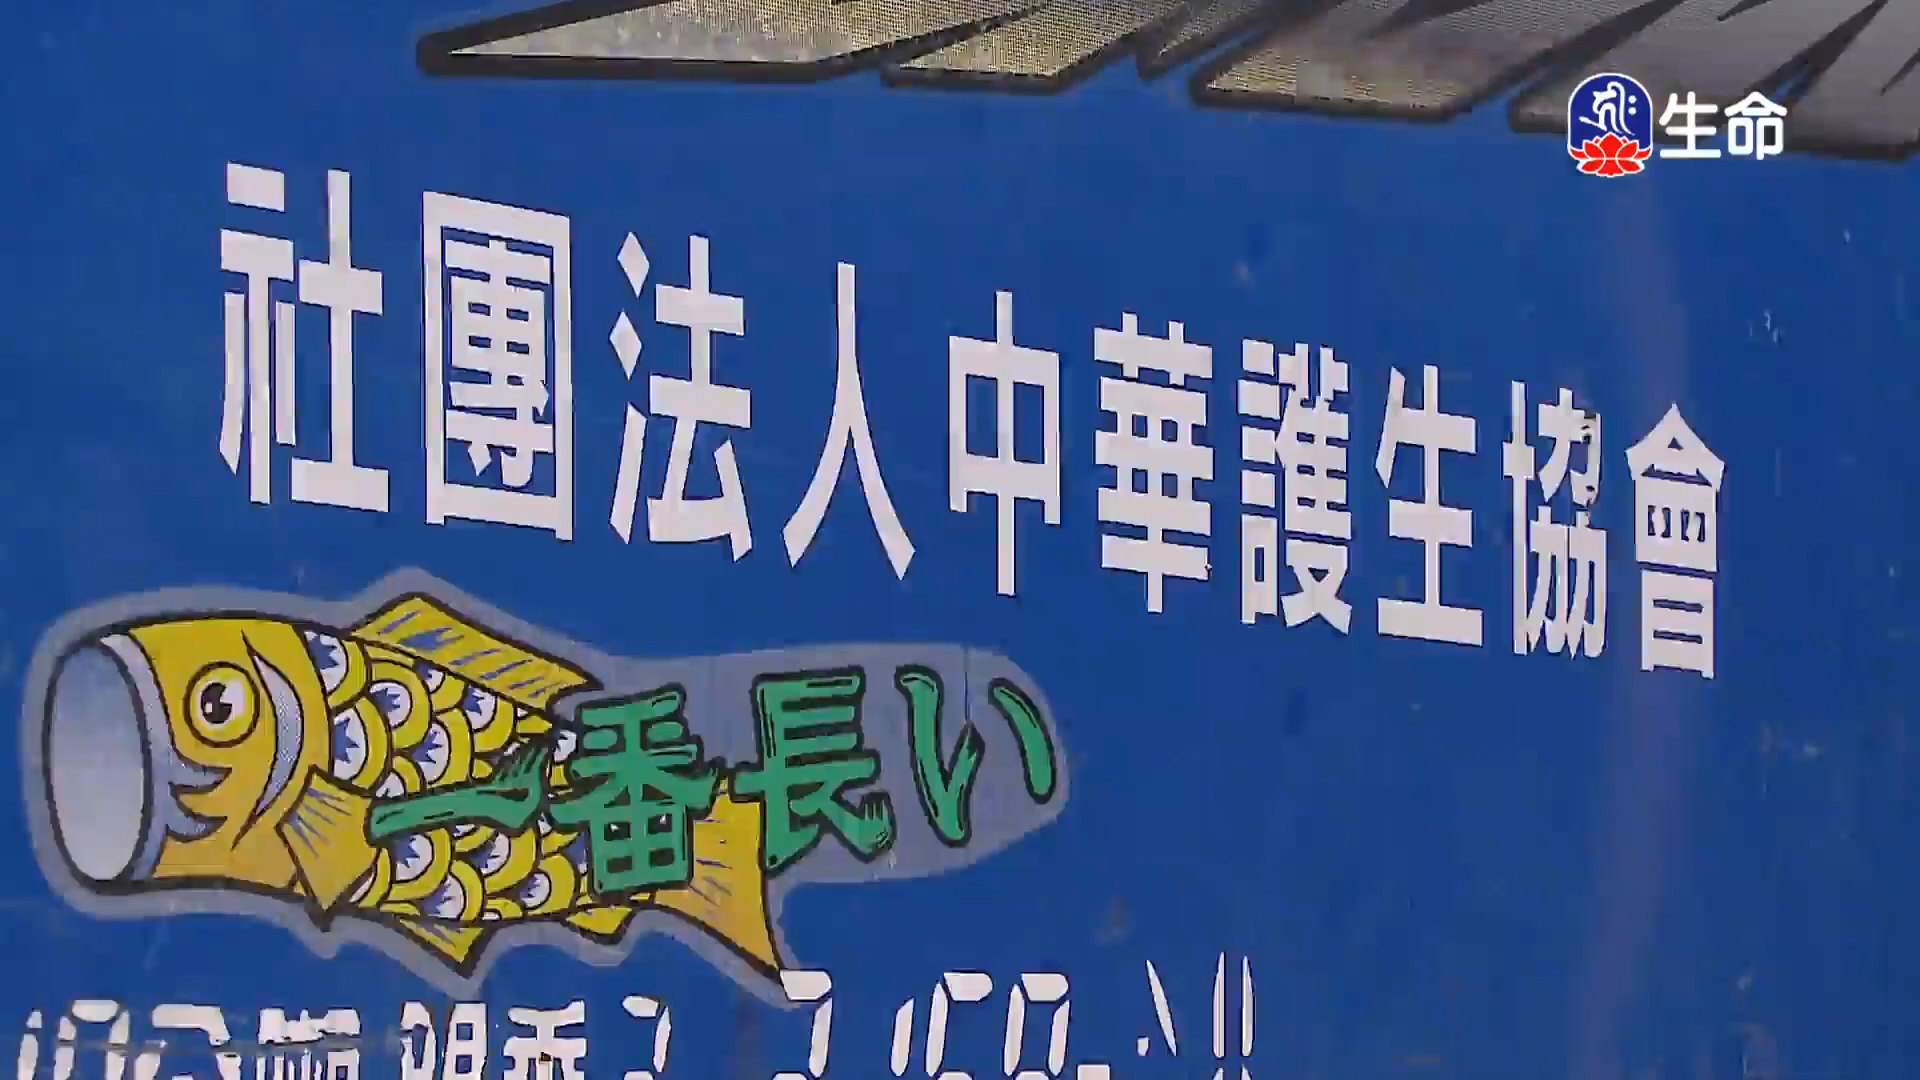 生命
社團法人中華護生協會
一番長い